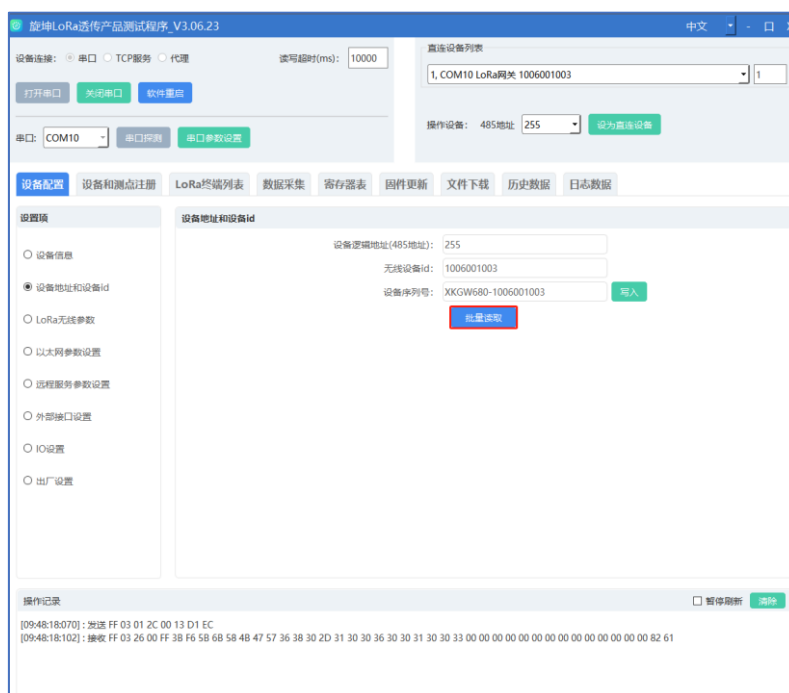 旋坤LoRa透传产品测试程序_V3.06.23 中文
设备连接: 串口 TCP服务 代理 读写超时(ms): 10000
直连设备列表
1, COM10 LoRa网关 1006001003 1
打开串口 关闭串口 软件重启
操作设备: 485地址 255 设为直连设备
串口: COM10 串口探测 串口参数设置
设备配置 设备和测点注册 LoRa终端列表 数据采集 寄存器表 固件更新 文件下载 历史数据 日志数据
设置项 设备地址和设备id
设备逻辑地址(485地址): 255
设备信息
无线设备id: 1006001003
设备地址和设备id
设备序列号: XKGW680-1006001003 写入
批量读取
LoRa无线参数
以太网参数设置
远程服务参数设置
外部接口设置
IO设置
出厂设置
操作记录 暂停刷新 清除
[09:48:18:070] : 发送 FF 03 01 2C 00 13 D1 EC
[09:48:18:102] : 接收 FF 03 26 00 FF 3B F6 5B 6B 58 4B 47 57 36 38 30 2D 31 30 30 36 30 30 31 30 30 33 00 00 00 00 00 00 00 00 00 00 00 00 00 00 82 61